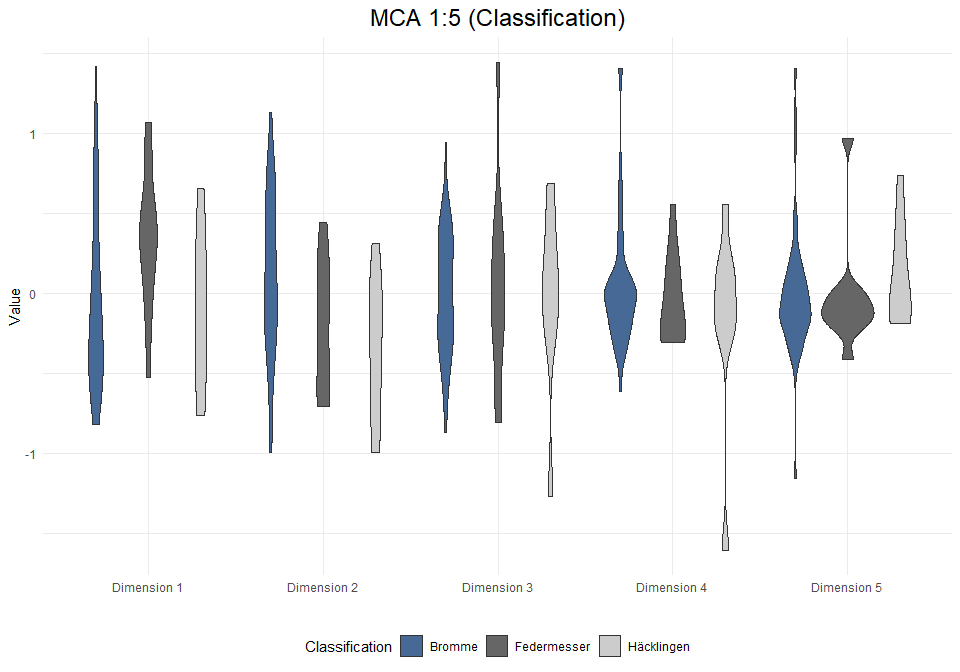 MCA 1:5 (Classification)
1
0
-1
Value
Dimension 1 Dimension 2 Dimension 3 Dimension 4 Dimension 5
Classification Bromme Federmesser Häcklingen